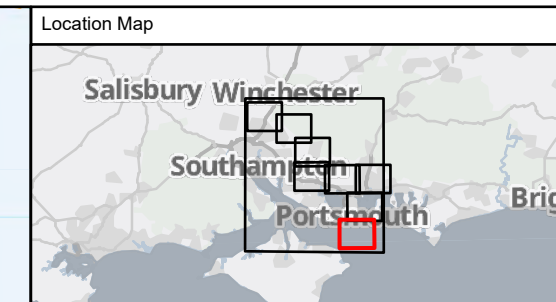 Location Map
Salisbury Winchester
Southampton
Brig
Portsmouth